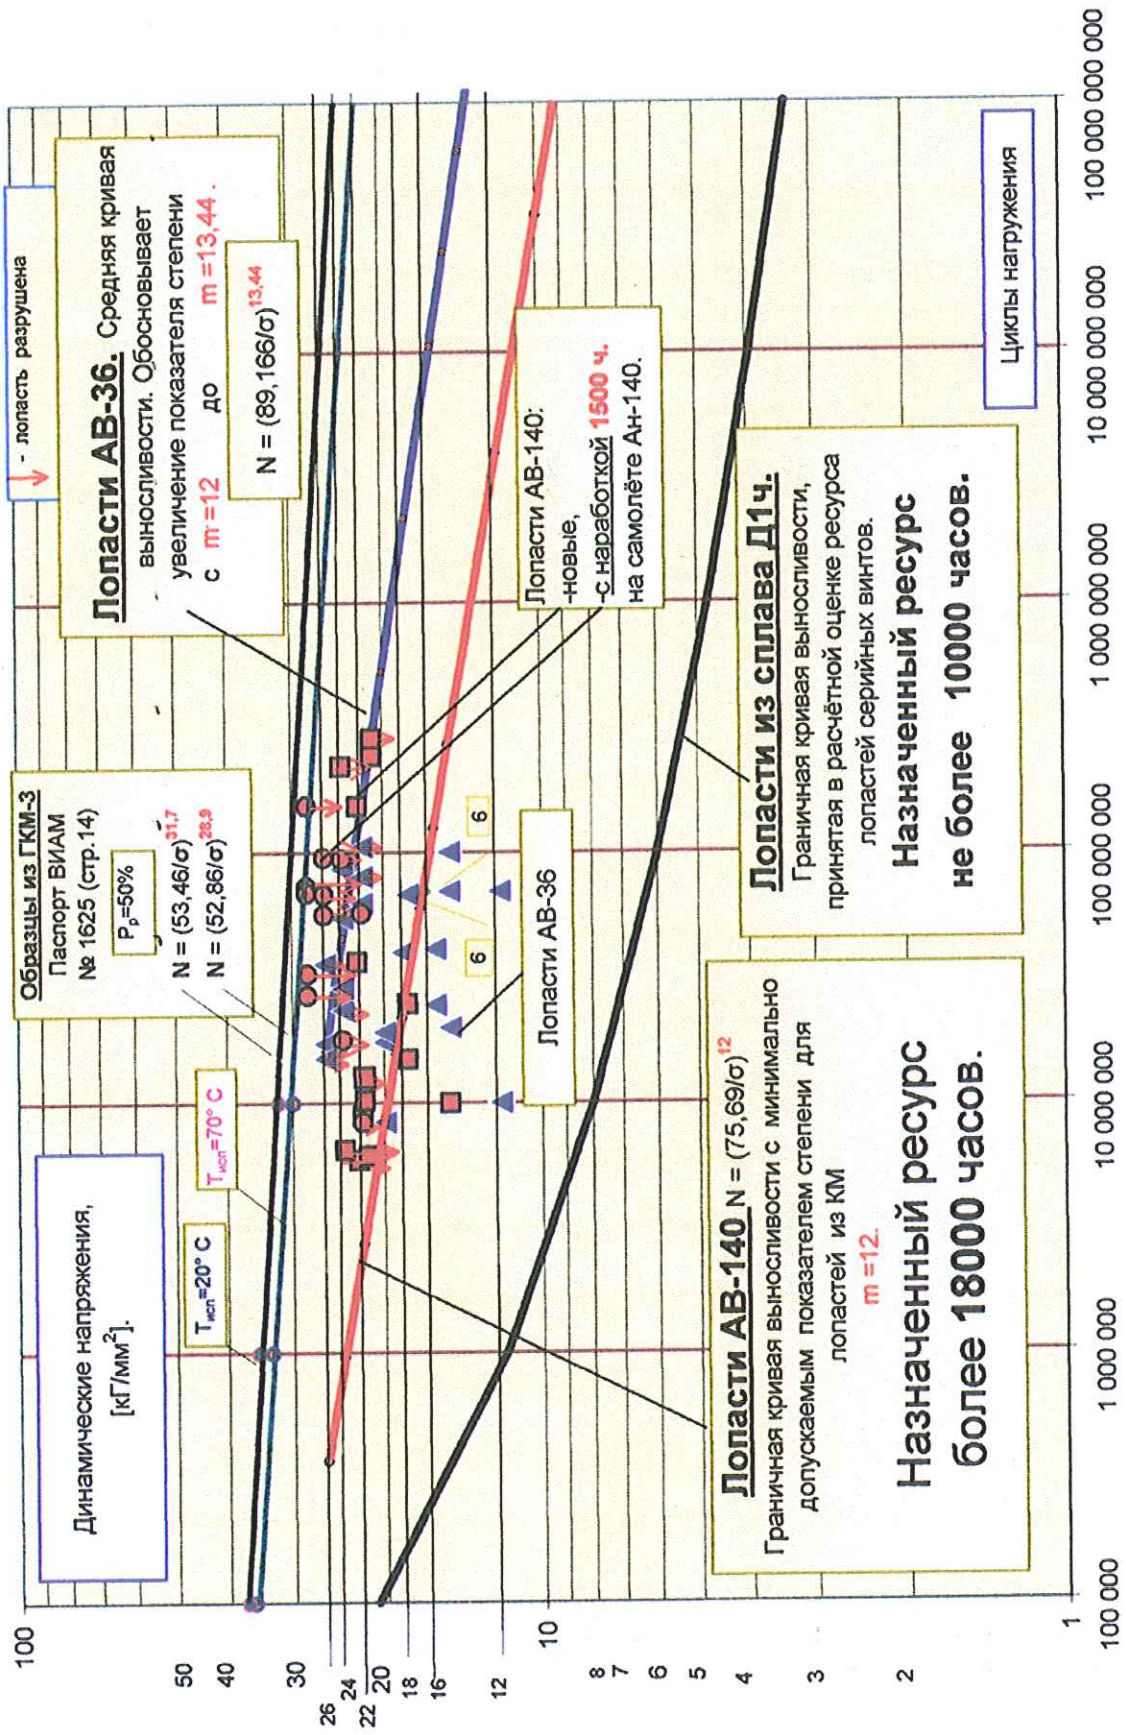 - лопасть разрушена
Лопасти АВ-36. Средняя кривая
выносливости. Обосновывает
увеличение показателя степени
с m=12 до m=13,44.
N = (89,166/σ)^13,44
Образцы из ГКМ-3
Паспорт ВИАМ
№ 1625 (стр.14)
Pр=50%
N = (53,46/σ)^31,7
N = (52,86/σ)^28,9
Tисп=70° C
Tисп=20° C
Динамические напряжения,
[кГ/мм²].
Лопасти АВ-140:
-новые,
-с наработкой 1500 ч.
на самолёте Ан-140.
6
6
Лопасти АВ-36
Циклы нагружения
Лопасти из сплава Д1ч.
Граничная кривая выносливости,
принятая в расчётной оценке ресурса
лопастей серийных винтов.
Назначенный ресурс
не более 10000 часов.
Лопасти АВ-140 N = (75,69/σ)^12
Граничная кривая выносливости с минимально
допускаемым показателем степени для
лопастей из КМ
m =12.
Назначенный ресурс
более 18000 часов.
100
50
40
30
26
24
22
20
18
16
12
10
8
7
6
5
4
3
2
1
100 000
1 000 000
10 000 000
100 000 000
1 000 000 000
10 000 000 000
100 000 000 000